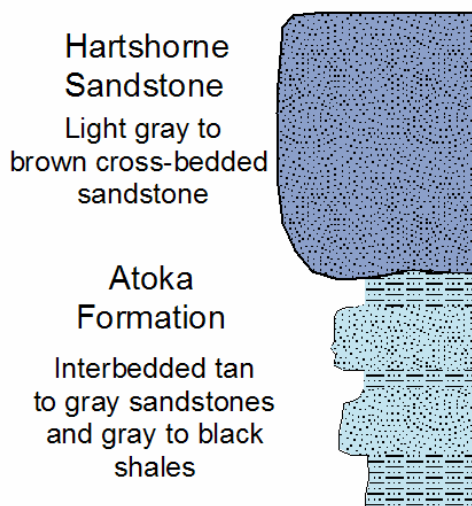 Hartshorne
Sandstone
Light gray to
brown cross-bedded
sandstone
Atoka
Formation
Interbedded tan
to gray sandstones
and gray to black
shales